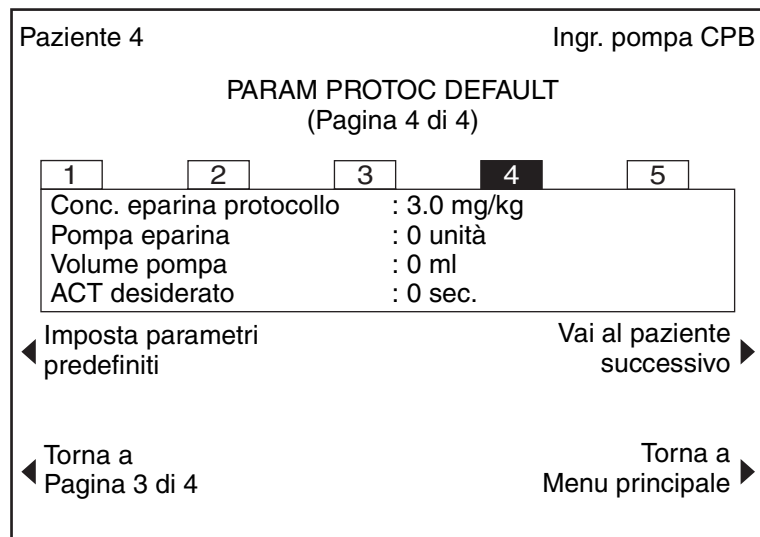 Paziente 4 Ingr. pompa CPB
PARAM PROTOC DEFAULT
(Pagina 4 di 4)
1 2 3 4 5
Conc. eparina protocollo : 3.0 mg/kg
Pompa eparina : 0 unità
Volume pompa : 0 ml
ACT desiderato : 0 sec.
Imposta parametri
predefiniti
Vai al paziente
successivo
Torna a
Pagina 3 di 4
Torna a
Menu principale